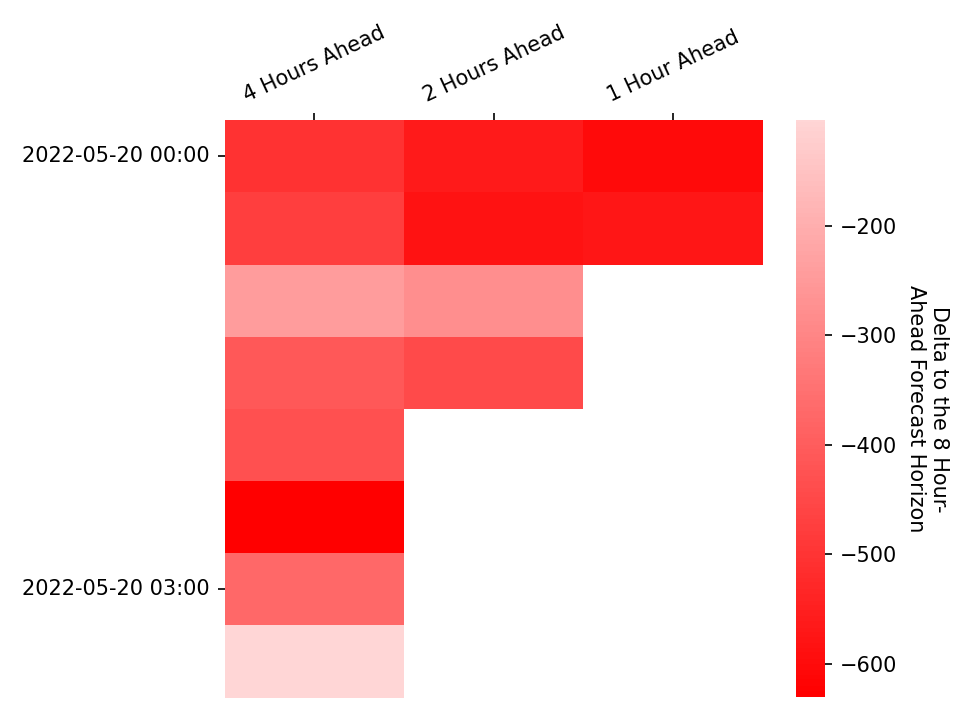 4 Hours Ahead
2 Hours Ahead
1 Hour Ahead
2022-05-20 00:00
2022-05-20 03:00
−200
−300
−400
−500
−600
Delta to the 8 Hour-
Ahead Forecast Horizon